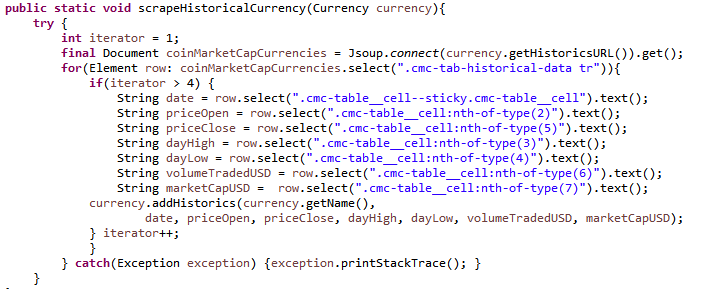 public static void scrapeHistoricalCurrency(Currency currency){
try {
int iterator = 1;
final Document coinMarketCapCurrencies = Jsoup.connect(currency.getHistoricsURL()).get();
for(Element row: coinMarketCapCurrencies.select(".cmc-tab-historical-data tr")){
if(iterator > 4) {
String date = row.select(".cmc-table__cell--sticky.cmc-table__cell").text();
String priceOpen = row.select(".cmc-table__cell:nth-of-type(2)").text();
String priceClose = row.select(".cmc-table__cell:nth-of-type(5)").text();
String dayHigh = row.select(".cmc-table__cell:nth-of-type(3)").text();
String dayLow = row.select(".cmc-table__cell:nth-of-type(4)").text();
String volumeTradedUSD = row.select(".cmc-table__cell:nth-of-type(6)").text();
String marketCapUSD =  row.select(".cmc-table__cell:nth-of-type(7)").text();
currency.addHistorics(currency.getName(),
date, priceOpen, priceClose, dayHigh, dayLow, volumeTradedUSD, marketCapUSD);
} iterator++;
}
} catch(Exception exception) {exception.printStackTrace(); }
}